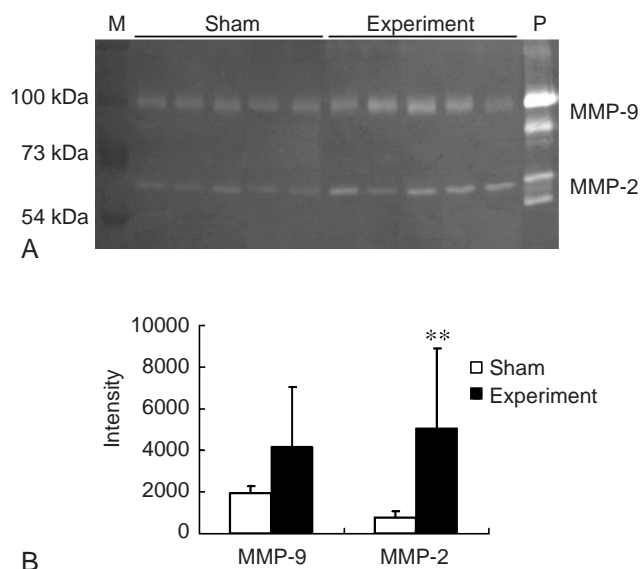 M Sham Experiment P
100 kDa
MMP-9
73 kDa
MMP-2
54 kDa
A
10000
**
8000
Sham
Experiment
6000
Intensity
4000
2000
0
MMP-9 MMP-2
B